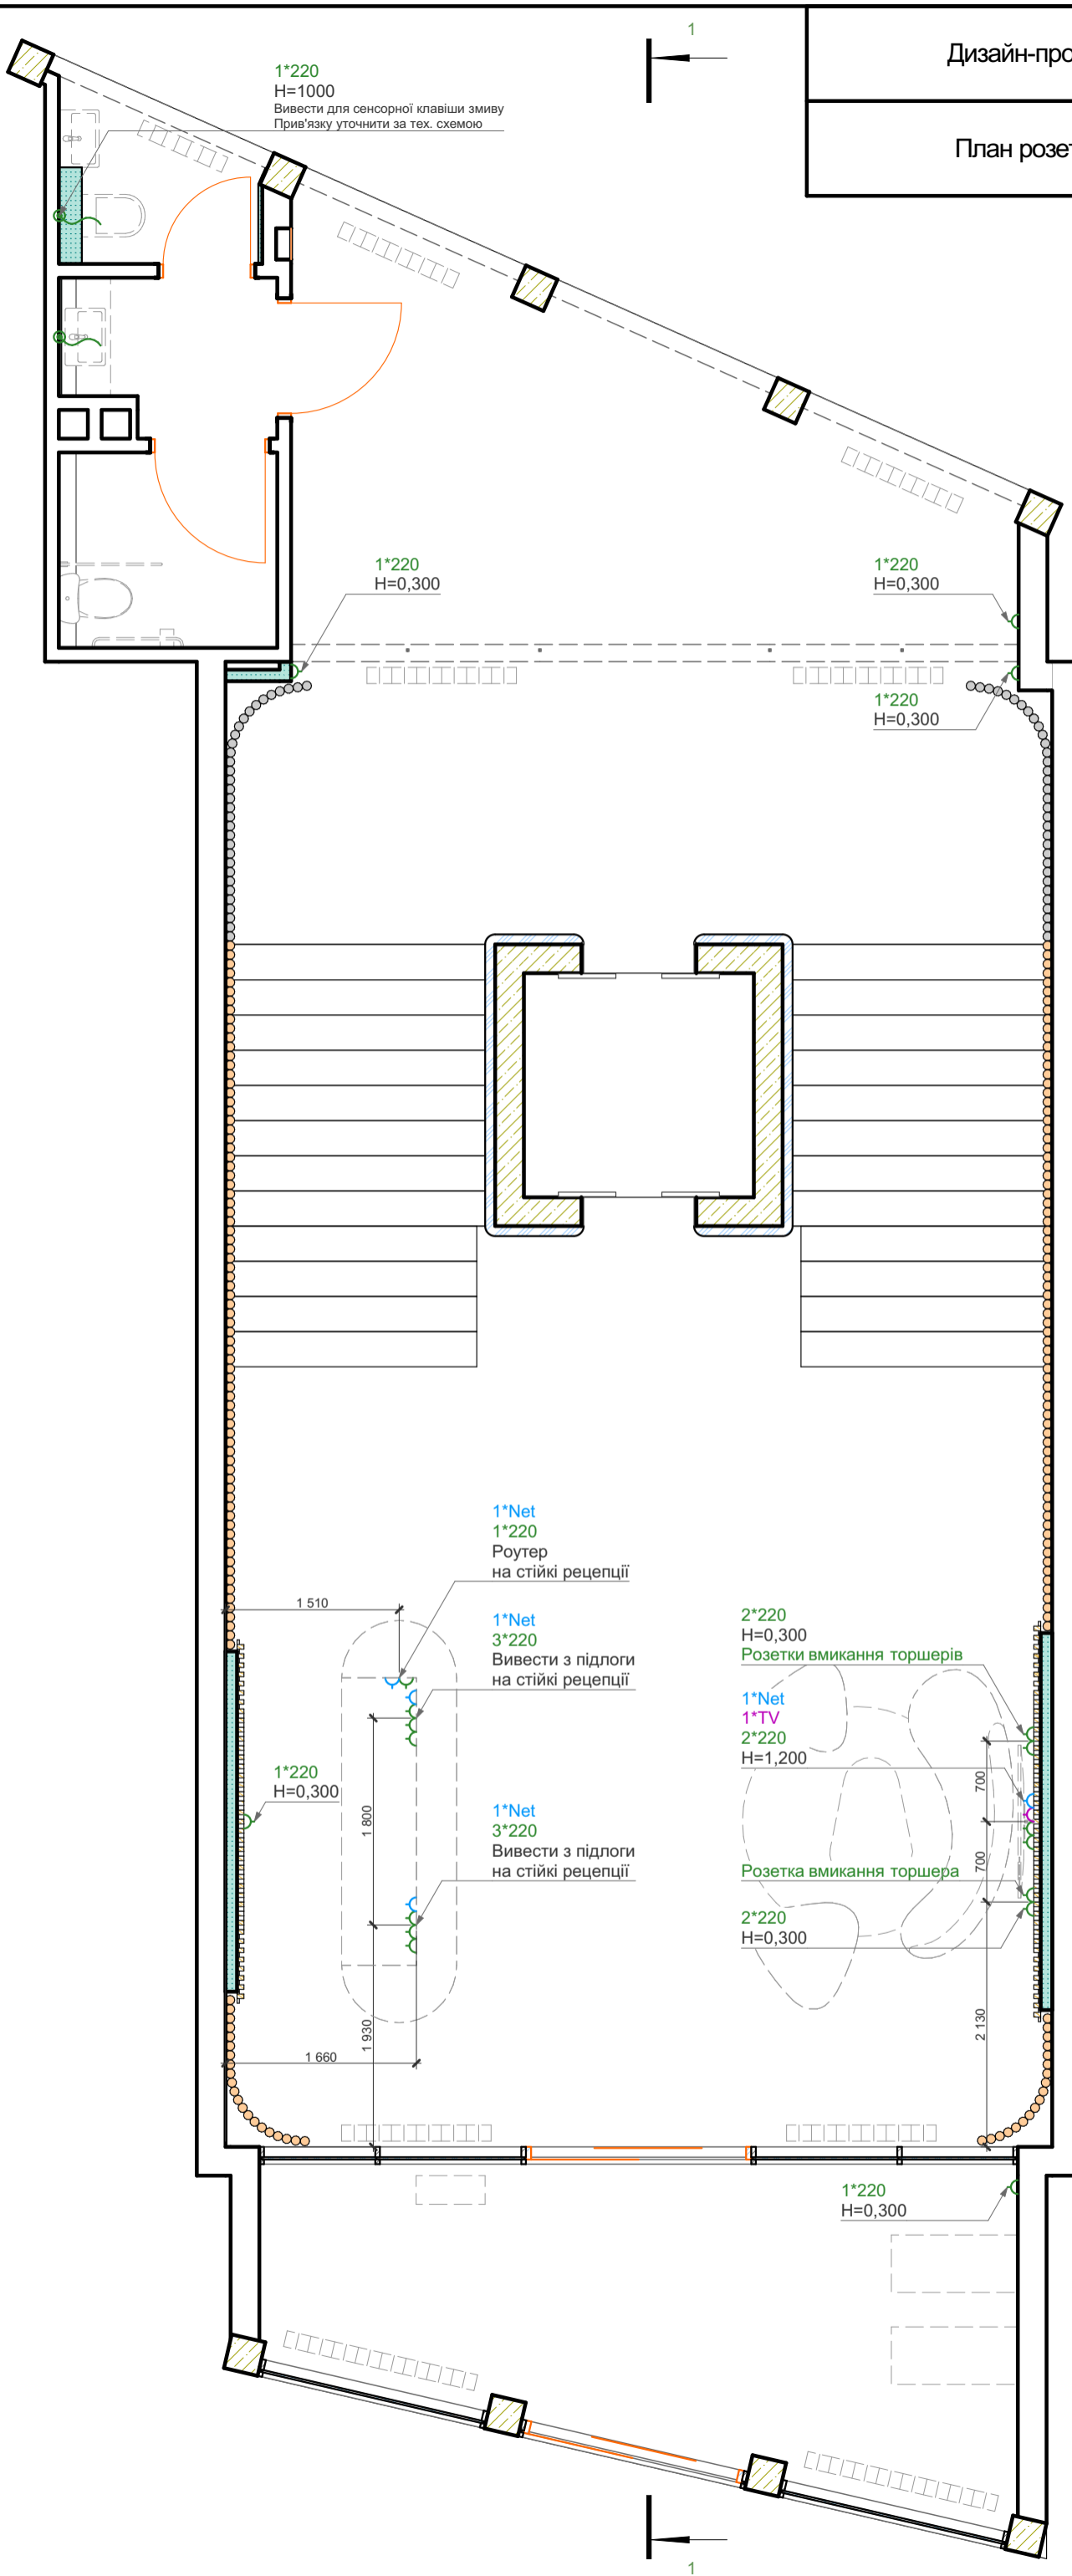 1
Дизайн-про
План розет
1*220
H=1000
Вивести для сенсорної клавіши змиву
Прив'язку уточнити за тех. схемою
1*220
H=0,300
1*220
H=0,300
1*220
H=0,300
1*Net
1*220
Роутер
на стійкі рецепції
1 510
1*Net
3*220
Вивести з підлоги
на стійкі рецепції
2*220
H=0,300
Розетки вмикання торшерів
1*Net
1*TV
2*220
H=1,200
700
1*220
H=0,300
1 800
1*Net
3*220
Вивести з підлоги
на стійкі рецепції
700
Розетка вмикання торшера
2*220
H=0,300
1 930
2 130
1 660
1*220
H=0,300
1